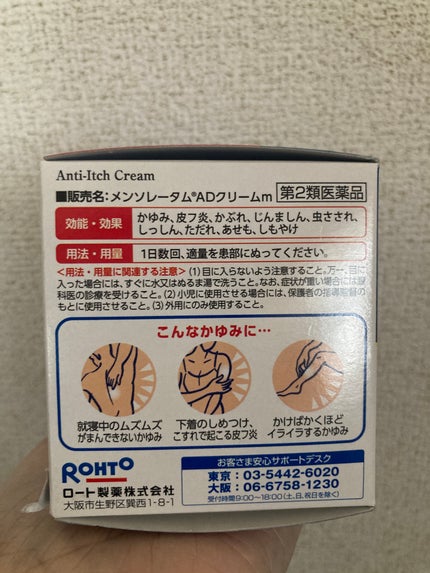 Anti-Itch Cream
■販売名：メンソレータム®ADクリームm 第2類医薬品
効能・効果 かゆみ、皮フ炎、かぶれ、じんましん、虫さされ、
しっしん、ただれ、あせも、しもやけ
用法・用量 1日数回、適量を患部にぬってください。
<用法・用量に関連する注意> (1)目に入らないよう注意すること。万一、目に
入った場合には、すぐに水又はぬるま湯で洗うこと。なお、症状が重い場合には眼
科医の診療を受けること。(2)小児に使用させる場合には、保護者の指導監督の
もとに使用させること。(3)外用にのみ使用すること。
こんなかゆみに…
就寝中のムズムズ
がまんできないかゆみ
下着のしめつけ、
こすれで起こる皮フ炎
かけばかくほど
イライラするかゆみ
ROHTO
ロート製薬株式会社
大阪市生野区巽西1-8-1
お客さま安心サポートデスク
東京：03-5442-6020
大阪：06-6758-1230
受付時間9:00〜18:00(土、日、祝日を除く)